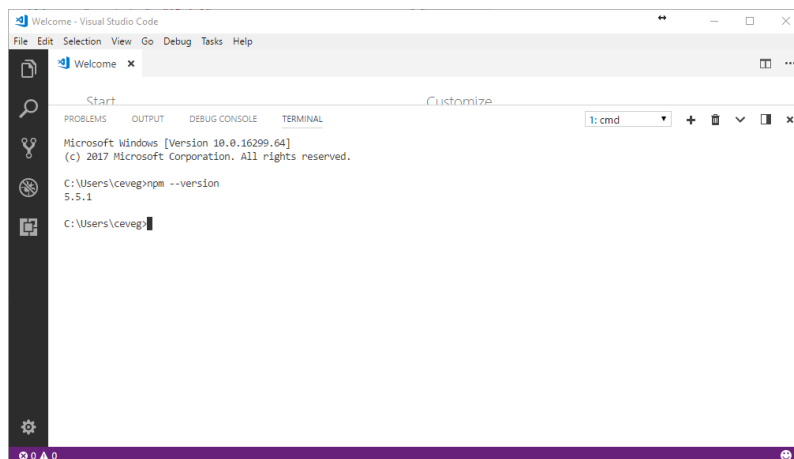 Welcome - Visual Studio Code
File Edit Selection View Go Debug Tasks Help
Welcome
Start Customize
PROBLEMS OUTPUT DEBUG CONSOLE TERMINAL 1: cmd
Microsoft Windows [Version 10.0.16299.64]
(c) 2017 Microsoft Corporation. All rights reserved.
C:\Users\ceveg>npm --version
5.5.1
C:\Users\ceveg>
0 0